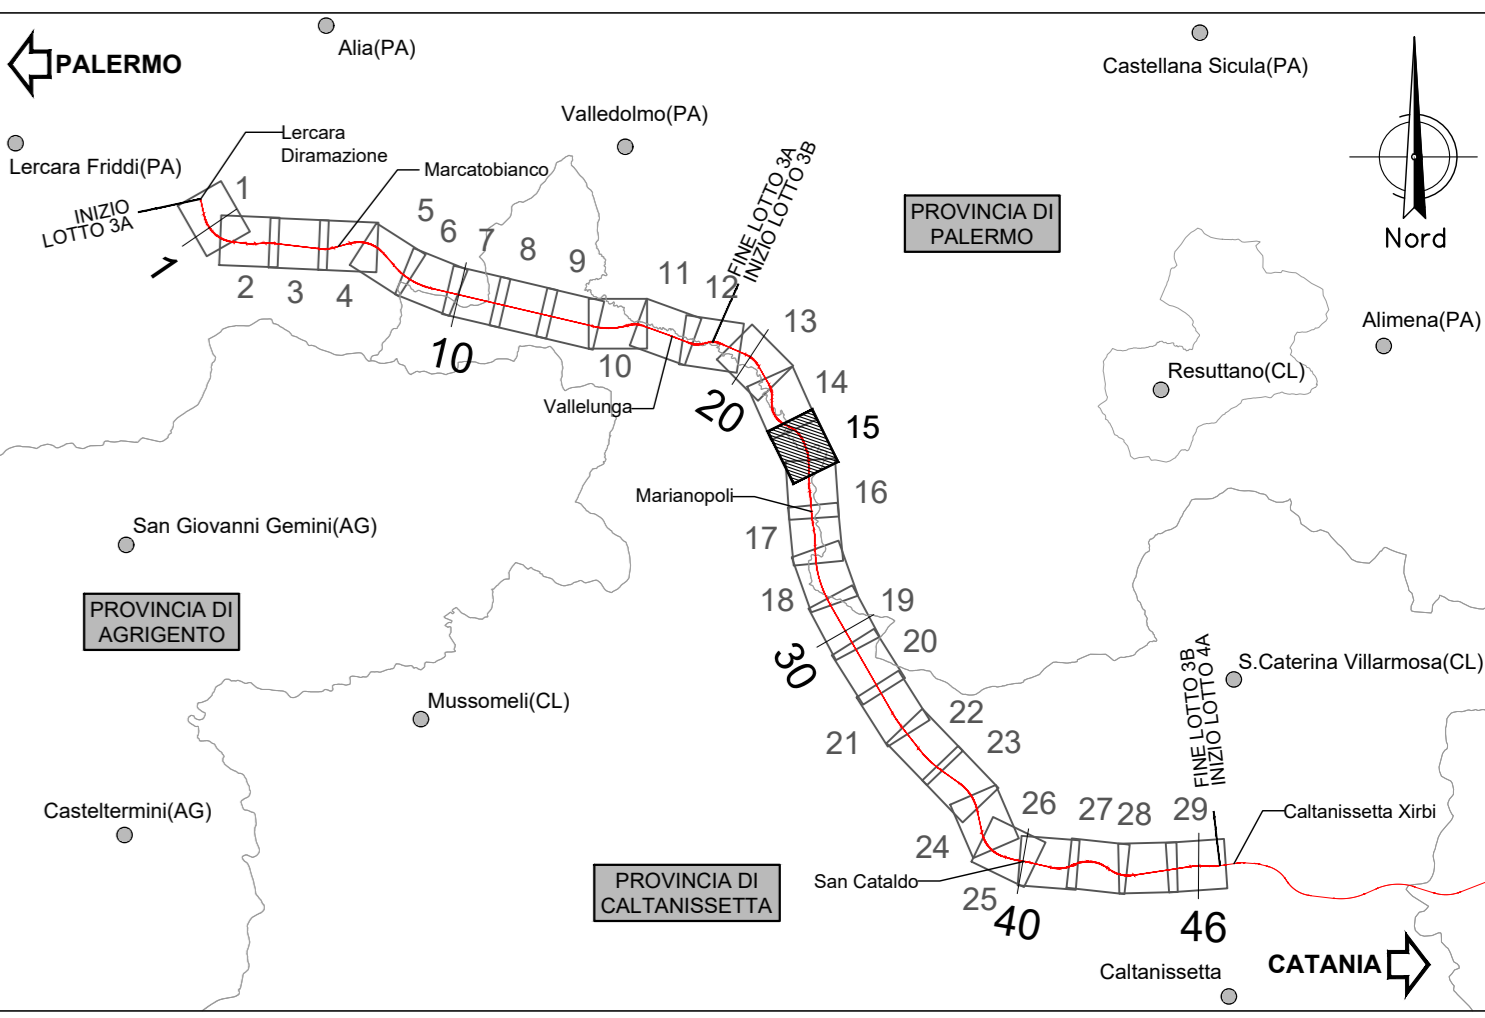 Alia(PA)
Castellana Sicula(PA)
PALERMO
Valledolmo(PA)
Lercara
Diramazione
Lercara Friddi(PA)
Marcatobianco
INIZIO
LOTTO 3A
FINE LOTTO 3A
INIZIO LOTTO 3B
PROVINCIA DI
PALERMO
Nord
1
1
2
3
4
5
6
7
8
9
10
10
11
12
13
14
15
20
Vallelunga
Alimena(PA)
Resuttano(CL)
Marianopoli
16
17
18
19
20
30
San Giovanni Gemini(AG)
PROVINCIA DI
AGRIGENTO
Mussomeli(CL)
21
22
23
FINE LOTTO 3B
INIZIO LOTTO 4A
S.Caterina Villarmosa(CL)
Casteltermini(AG)
24
25
26
27
28
29
Caltanissetta Xirbi
San Cataldo
40
46
PROVINCIA DI
CALTANISSETTA
Caltanissetta
CATANIA